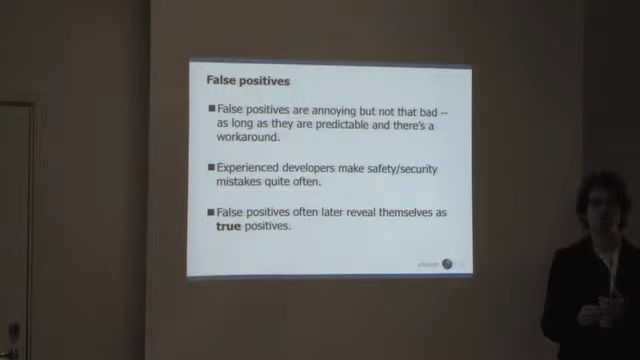 False positives
■ False positives are annoying but not that bad --
as long as they are predictable and there's a
workaround.
■ Experienced developers make safety/security
mistakes quite often.
■ False positives often later reveal themselves as
true positives.